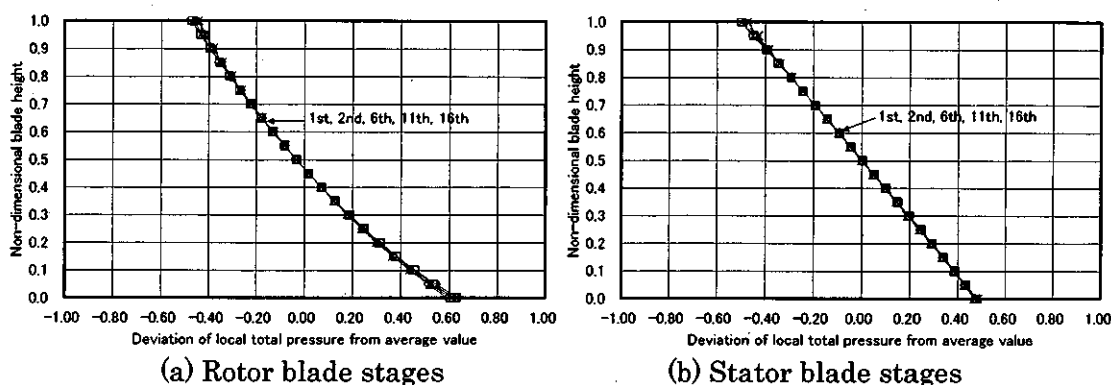 Non-dimensional blade height
1.0
0.9
0.8
0.7
0.6
0.5
0.4
0.3
0.2
0.1
0.0
1st, 2nd, 6th, 11th, 16th
-1.00 -0.80 -0.60 -0.40 -0.20 0.00 0.20 0.40 0.60 0.80 1.00
Deviation of local total pressure from average value
(a) Rotor blade stages
Non-dimensional blade height
1.0
0.9
0.8
0.7
0.6
0.5
0.4
0.3
0.2
0.1
0.0
1st, 2nd, 6th, 11th, 16th
-1.00 -0.80 -0.60 -0.40 -0.20 0.00 0.20 0.40 0.60 0.80 1.00
Deviation of local total pressure from average value
(b) Stator blade stages